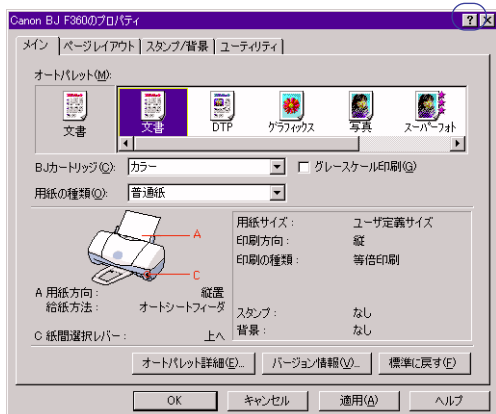 Canon BJ F360のプロパティ
メイン ページレイアウト スタンプ/背景 ユーティリティ
オートパレット(M):
文書 文書 DTP グラフィックス 写真 スーパーフォト
BJカートリッジ(C): カラー グレースケール印刷(G)
用紙の種類(O): 普通紙
A
C
A 用紙方向: 縦置
給紙方法: オートシートフィーダ
C 紙間選択レバー: 上へ
用紙サイズ: ユーザ定義サイズ
印刷方向: 縦
印刷の種類: 等倍印刷
スタンプ: なし
背景: なし
オートパレット詳細(E)... バージョン情報(V)... 標準に戻す(F)
OK キャンセル 適用(A) ヘルプ